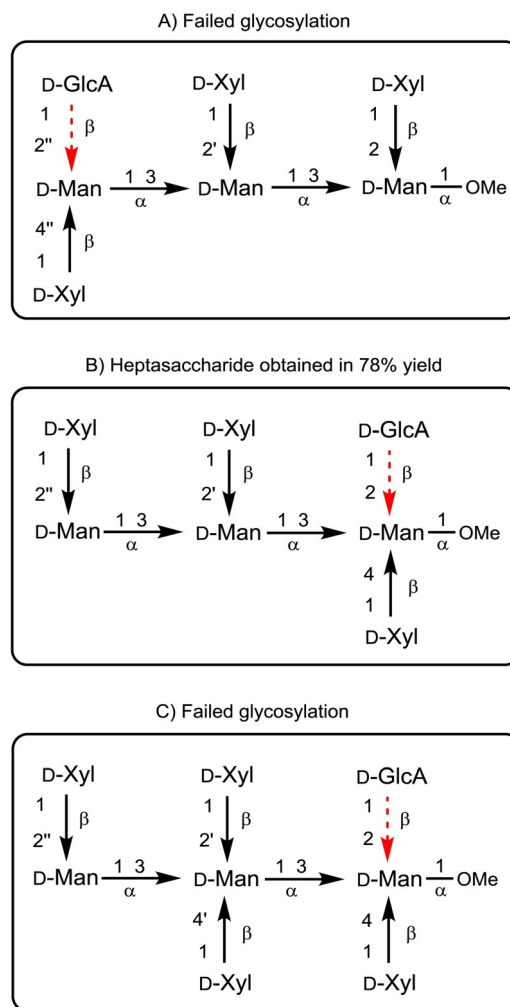 A) Failed glycosylation
D-GlcA D-Xyl D-Xyl
1 β 1 β 1 β
2" 2' 2
D-Man 1 3 α D-Man 1 3 α D-Man 1 α OMe
4" β
1
D-Xyl
B) Heptasaccharide obtained in 78% yield
D-Xyl D-Xyl D-GlcA
1 β 1 β 1 β
2" 2' 2
D-Man 1 3 α D-Man 1 3 α D-Man 1 α OMe
4 β
1
D-Xyl
C) Failed glycosylation
D-Xyl D-Xyl D-GlcA
1 β 1 β 1 β
2" 2' 2
D-Man 1 3 α D-Man 1 3 α D-Man 1 α OMe
4' β 4 β
1 1
D-Xyl D-Xyl